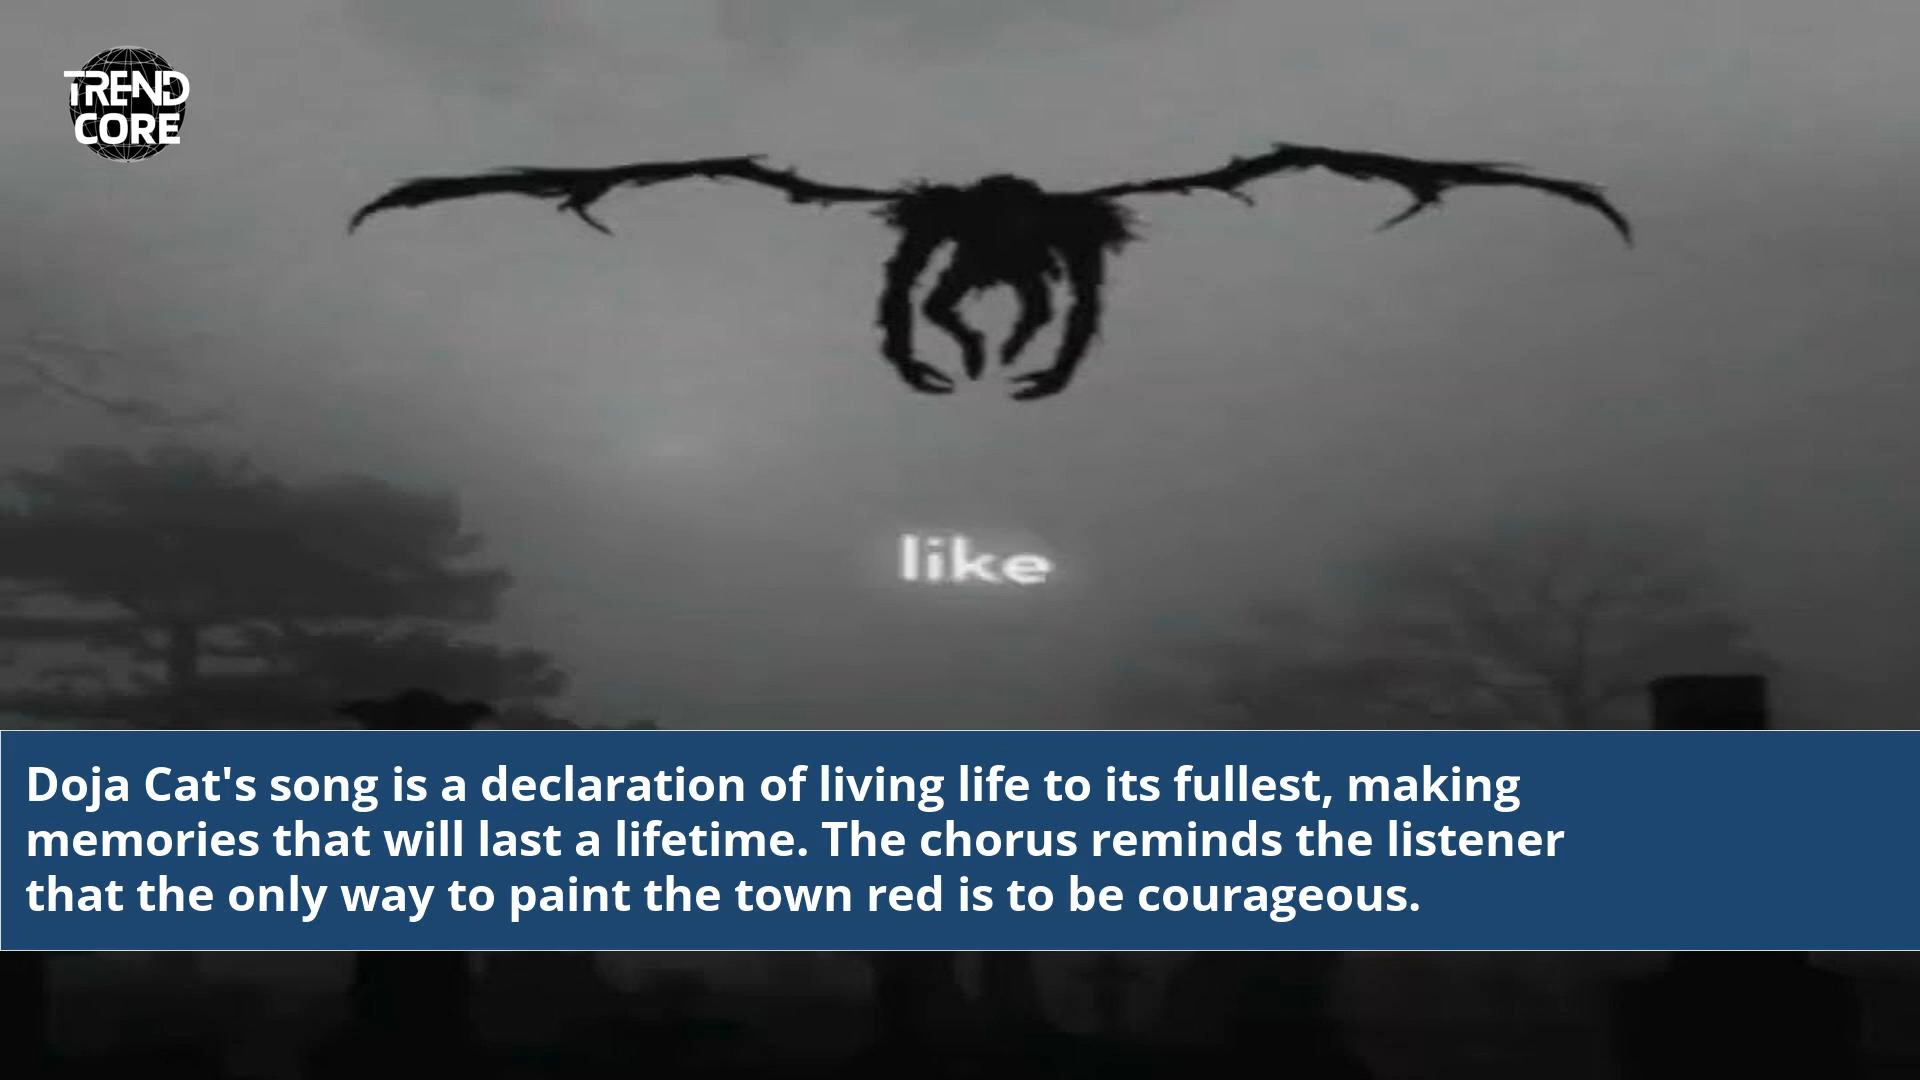 TREND
CORE
like
Doja Cat's song is a declaration of living life to its fullest, making
memories that will last a lifetime. The chorus reminds the listener
that the only way to paint the town red is to be courageous.